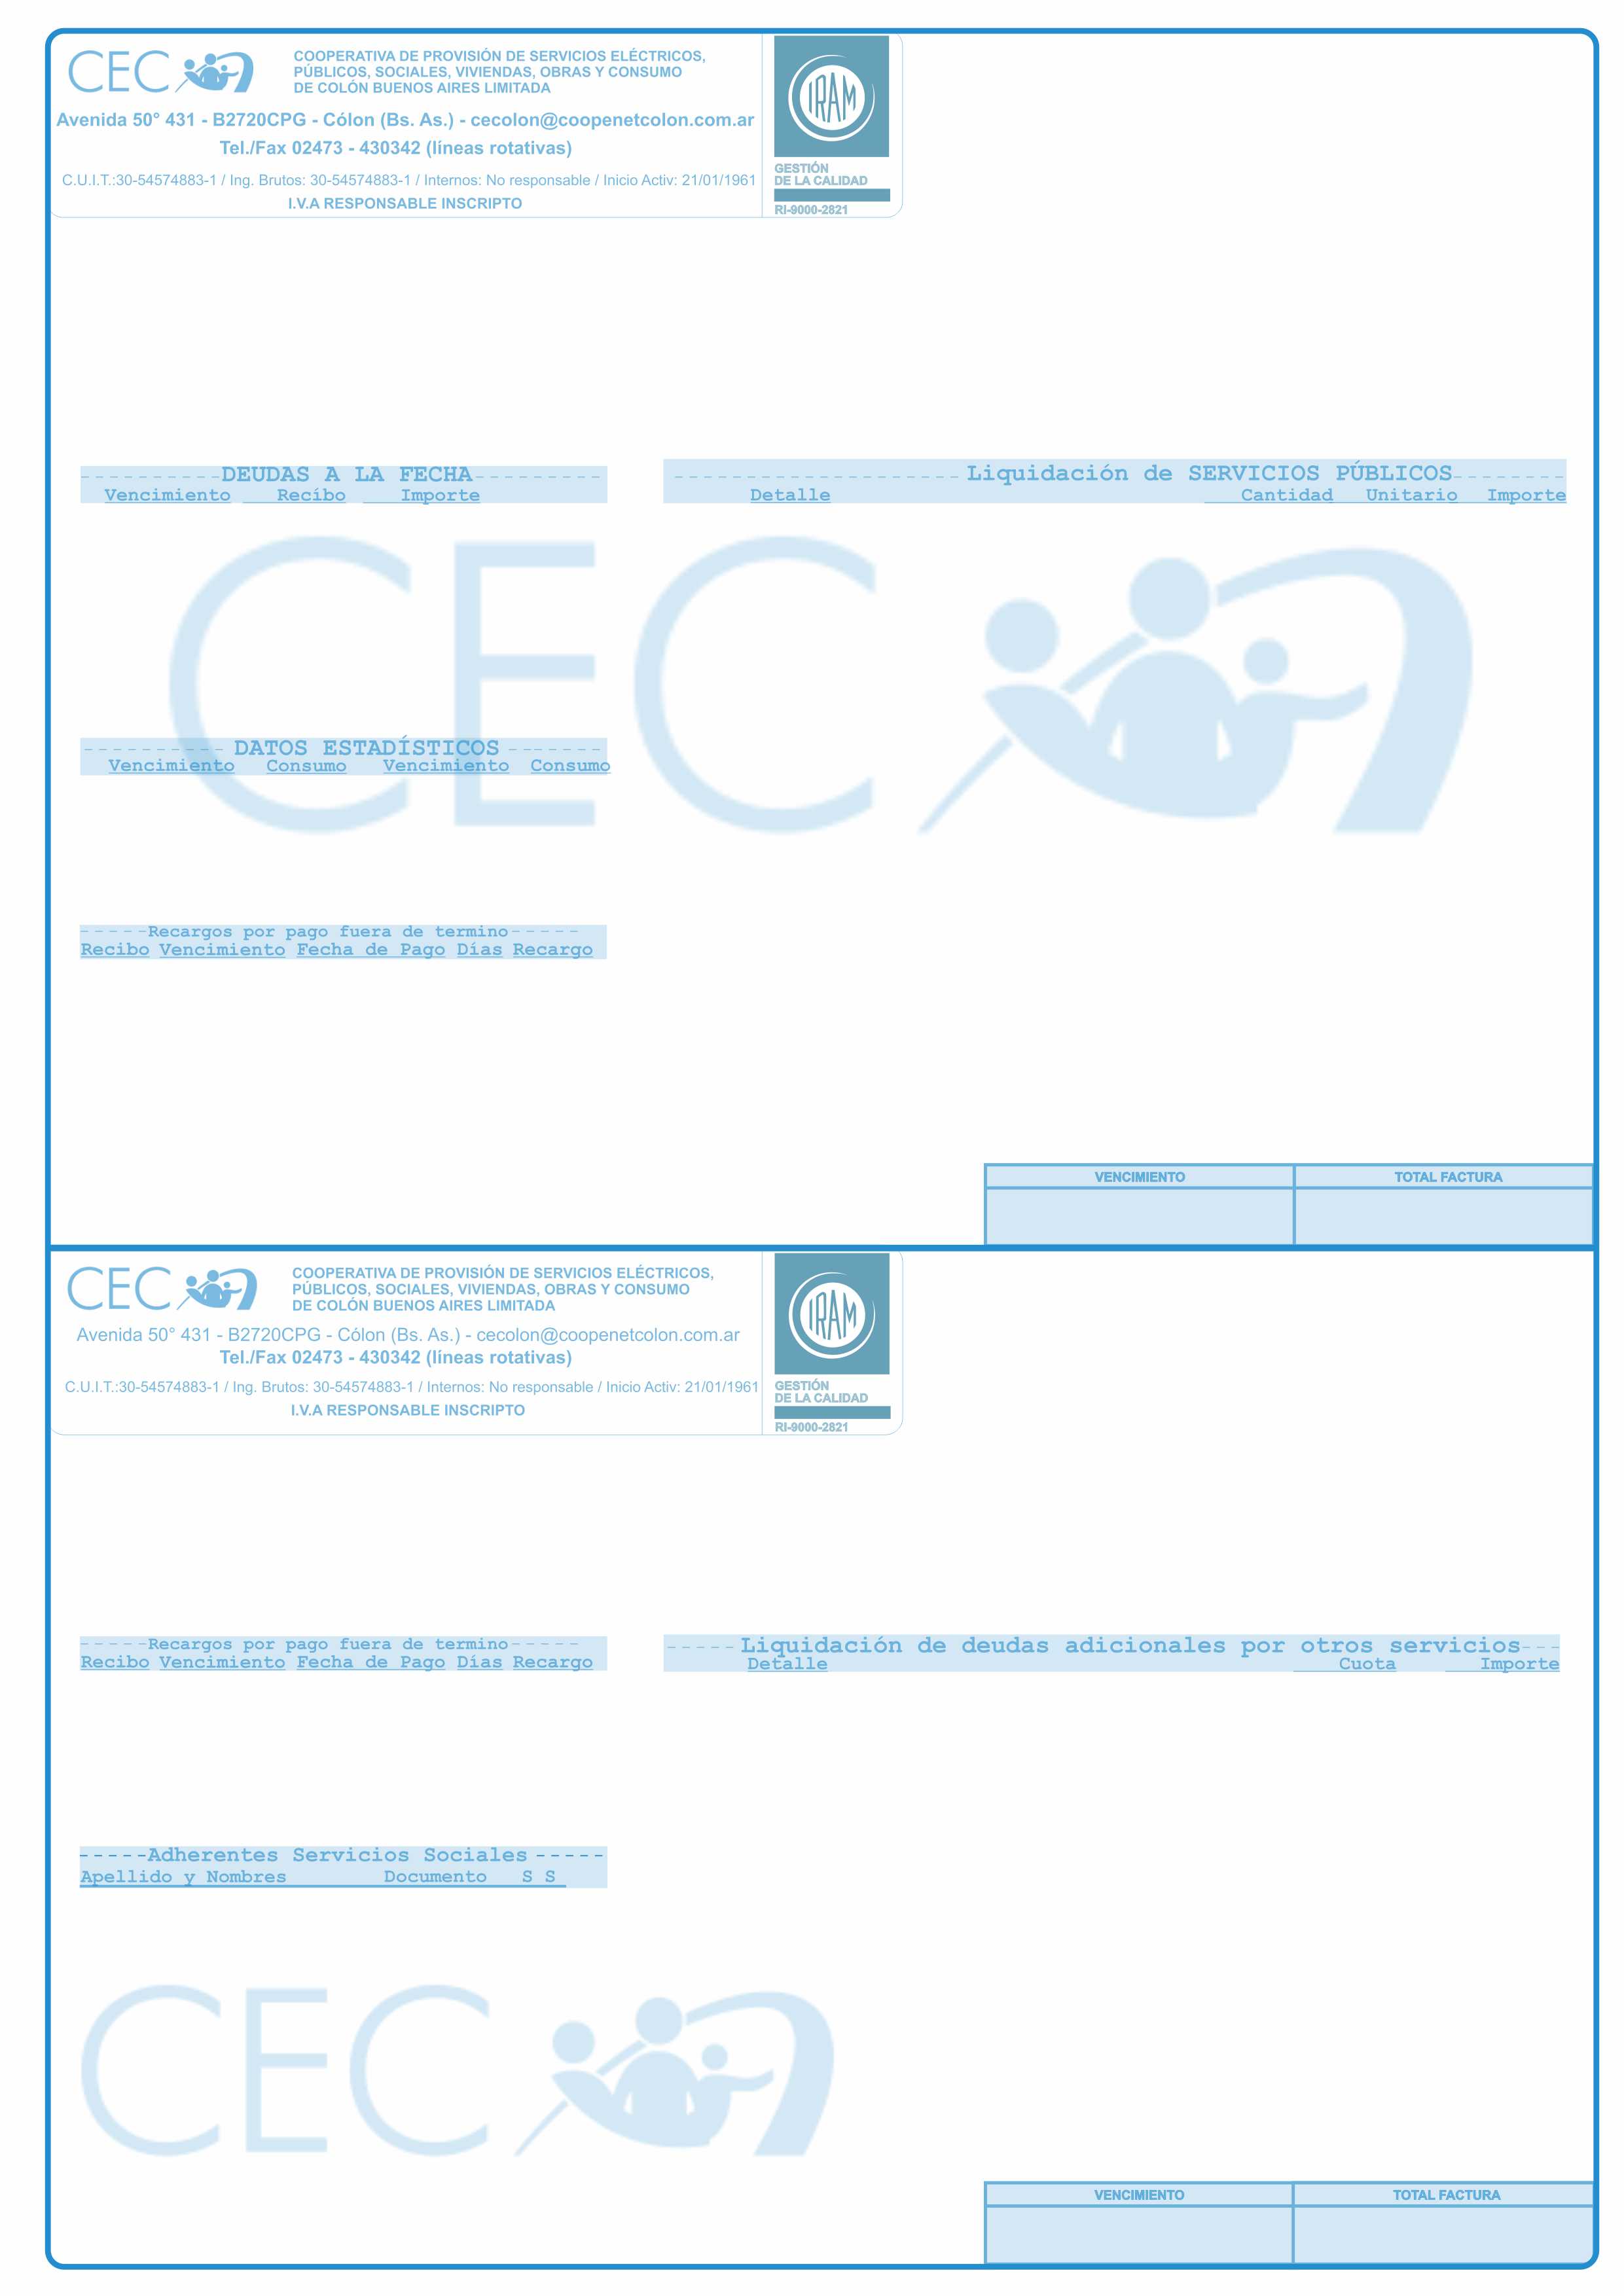 CEC
COOPERATIVA DE PROVISIÓN DE SERVICIOS ELÉCTRICOS,
PÚBLICOS, SOCIALES, VIVIENDAS, OBRAS Y CONSUMO
DE COLÓN BUENOS AIRES LIMITADA
Avenida 50° 431 - B2720CPG - Cólon (Bs. As.) - cecolon@coopenetcolon.com.ar
Tel./Fax 02473 - 430342 (líneas rotativas)
C.U.I.T.:30-54574883-1 / Ing. Brutos: 30-54574883-1 / Internos: No responsable / Inicio Activ: 21/01/1961
I.V.A RESPONSABLE INSCRIPTO
IRAM
GESTIÓN
DE LA CALIDAD
RI-9000-2821
DEUDAS A LA FECHA
Vencimiento Recíbo Importe
Liquidación de SERVICIOS PÚBLICOS
Detalle Cantidad Unitario Importe
CEC
DATOS ESTADÍSTICOS
Vencimiento Consumo Vencimiento Consumo
Recargos por pago fuera de termino
Recibo Vencimiento Fecha de Pago Días Recargo
VENCIMIENTO TOTAL FACTURA
CEC
COOPERATIVA DE PROVISIÓN DE SERVICIOS ELÉCTRICOS,
PÚBLICOS, SOCIALES, VIVIENDAS, OBRAS Y CONSUMO
DE COLÓN BUENOS AIRES LIMITADA
Avenida 50° 431 - B2720CPG - Cólon (Bs. As.) - cecolon@coopenetcolon.com.ar
Tel./Fax 02473 - 430342 (líneas rotativas)
C.U.I.T.:30-54574883-1 / Ing. Brutos: 30-54574883-1 / Internos: No responsable / Inicio Activ: 21/01/1961
I.V.A RESPONSABLE INSCRIPTO
IRAM
GESTIÓN
DE LA CALIDAD
RI-9000-2821
Recargos por pago fuera de termino
Recibo Vencimiento Fecha de Pago Días Recargo
Liquidación de deudas adicionales por otros servicios
Detalle Cuota Importe
Adherentes Servicios Sociales
Apellido y Nombres Documento S S
CEC
VENCIMIENTO TOTAL FACTURA